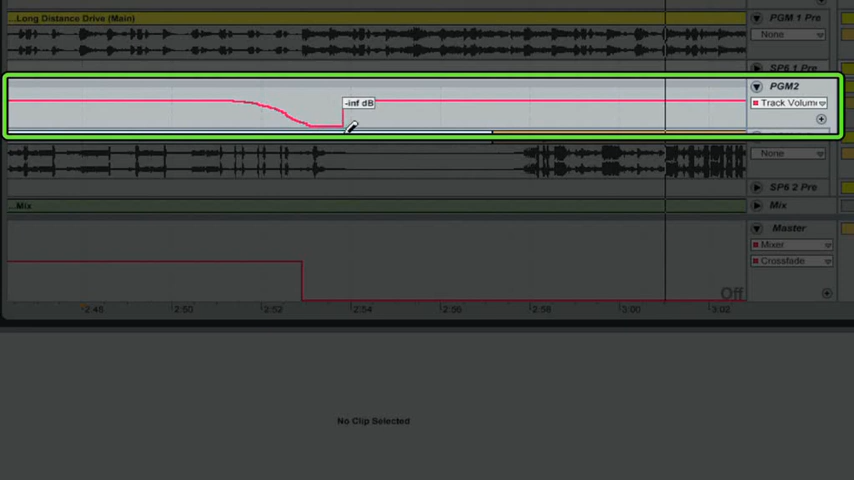 ...Long Distance Drive (Main)
PGM 1 Pre
None
SP6 1 Pre
PGM2
-inf dB
Track Volum
None
SP6 2 Pre
...Mix
Mix
Master
Mixer
Crossfade
Off
2:48
2:50
2:52
2:54
2:56
2:58
3:00
3:02
No Clip Selected